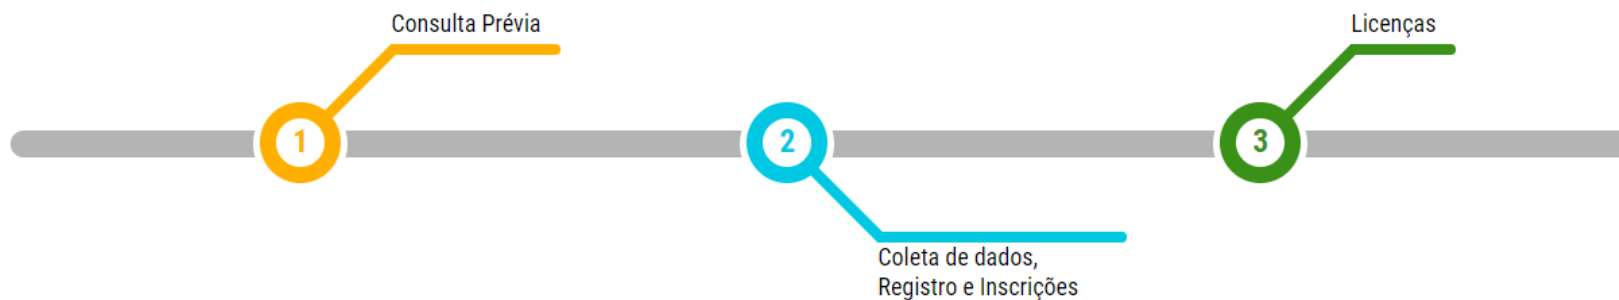 Consulta Prévia
1
2
Coleta de dados,
Registro e Inscrições
Licenças
3